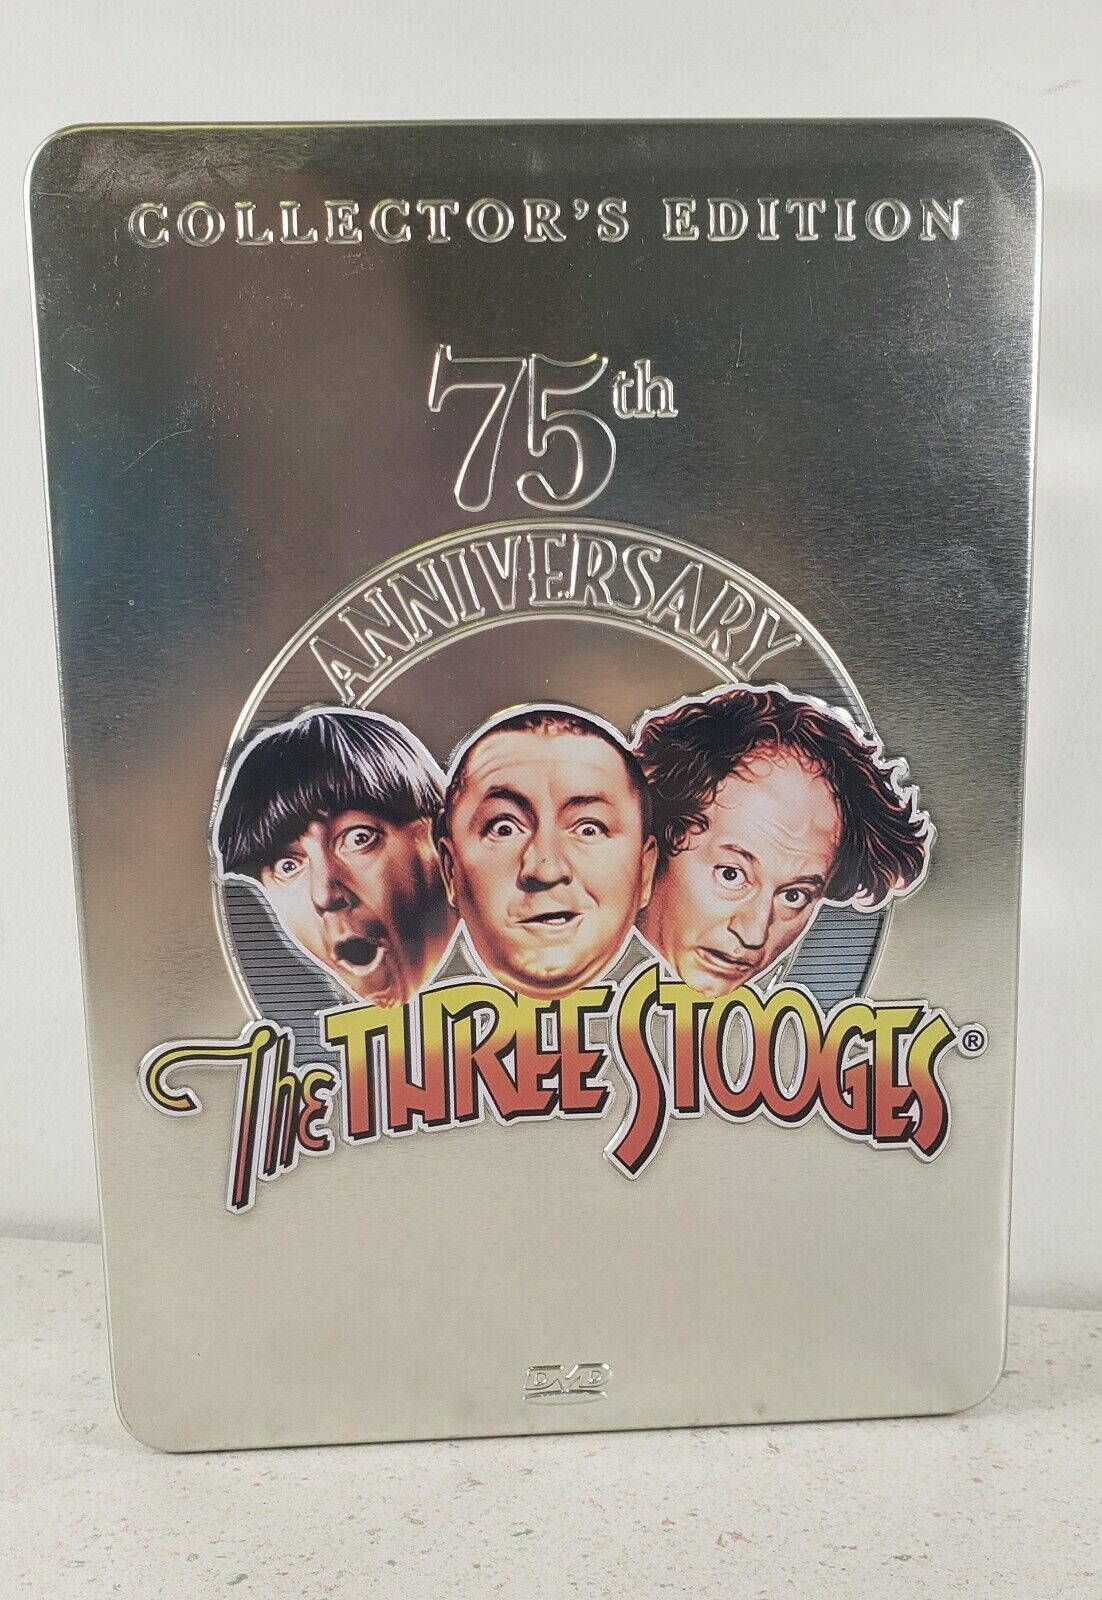 COLLECTOR'S EDITION
75th
ANNIVERSARY
The THREE STOOGES®
DVD